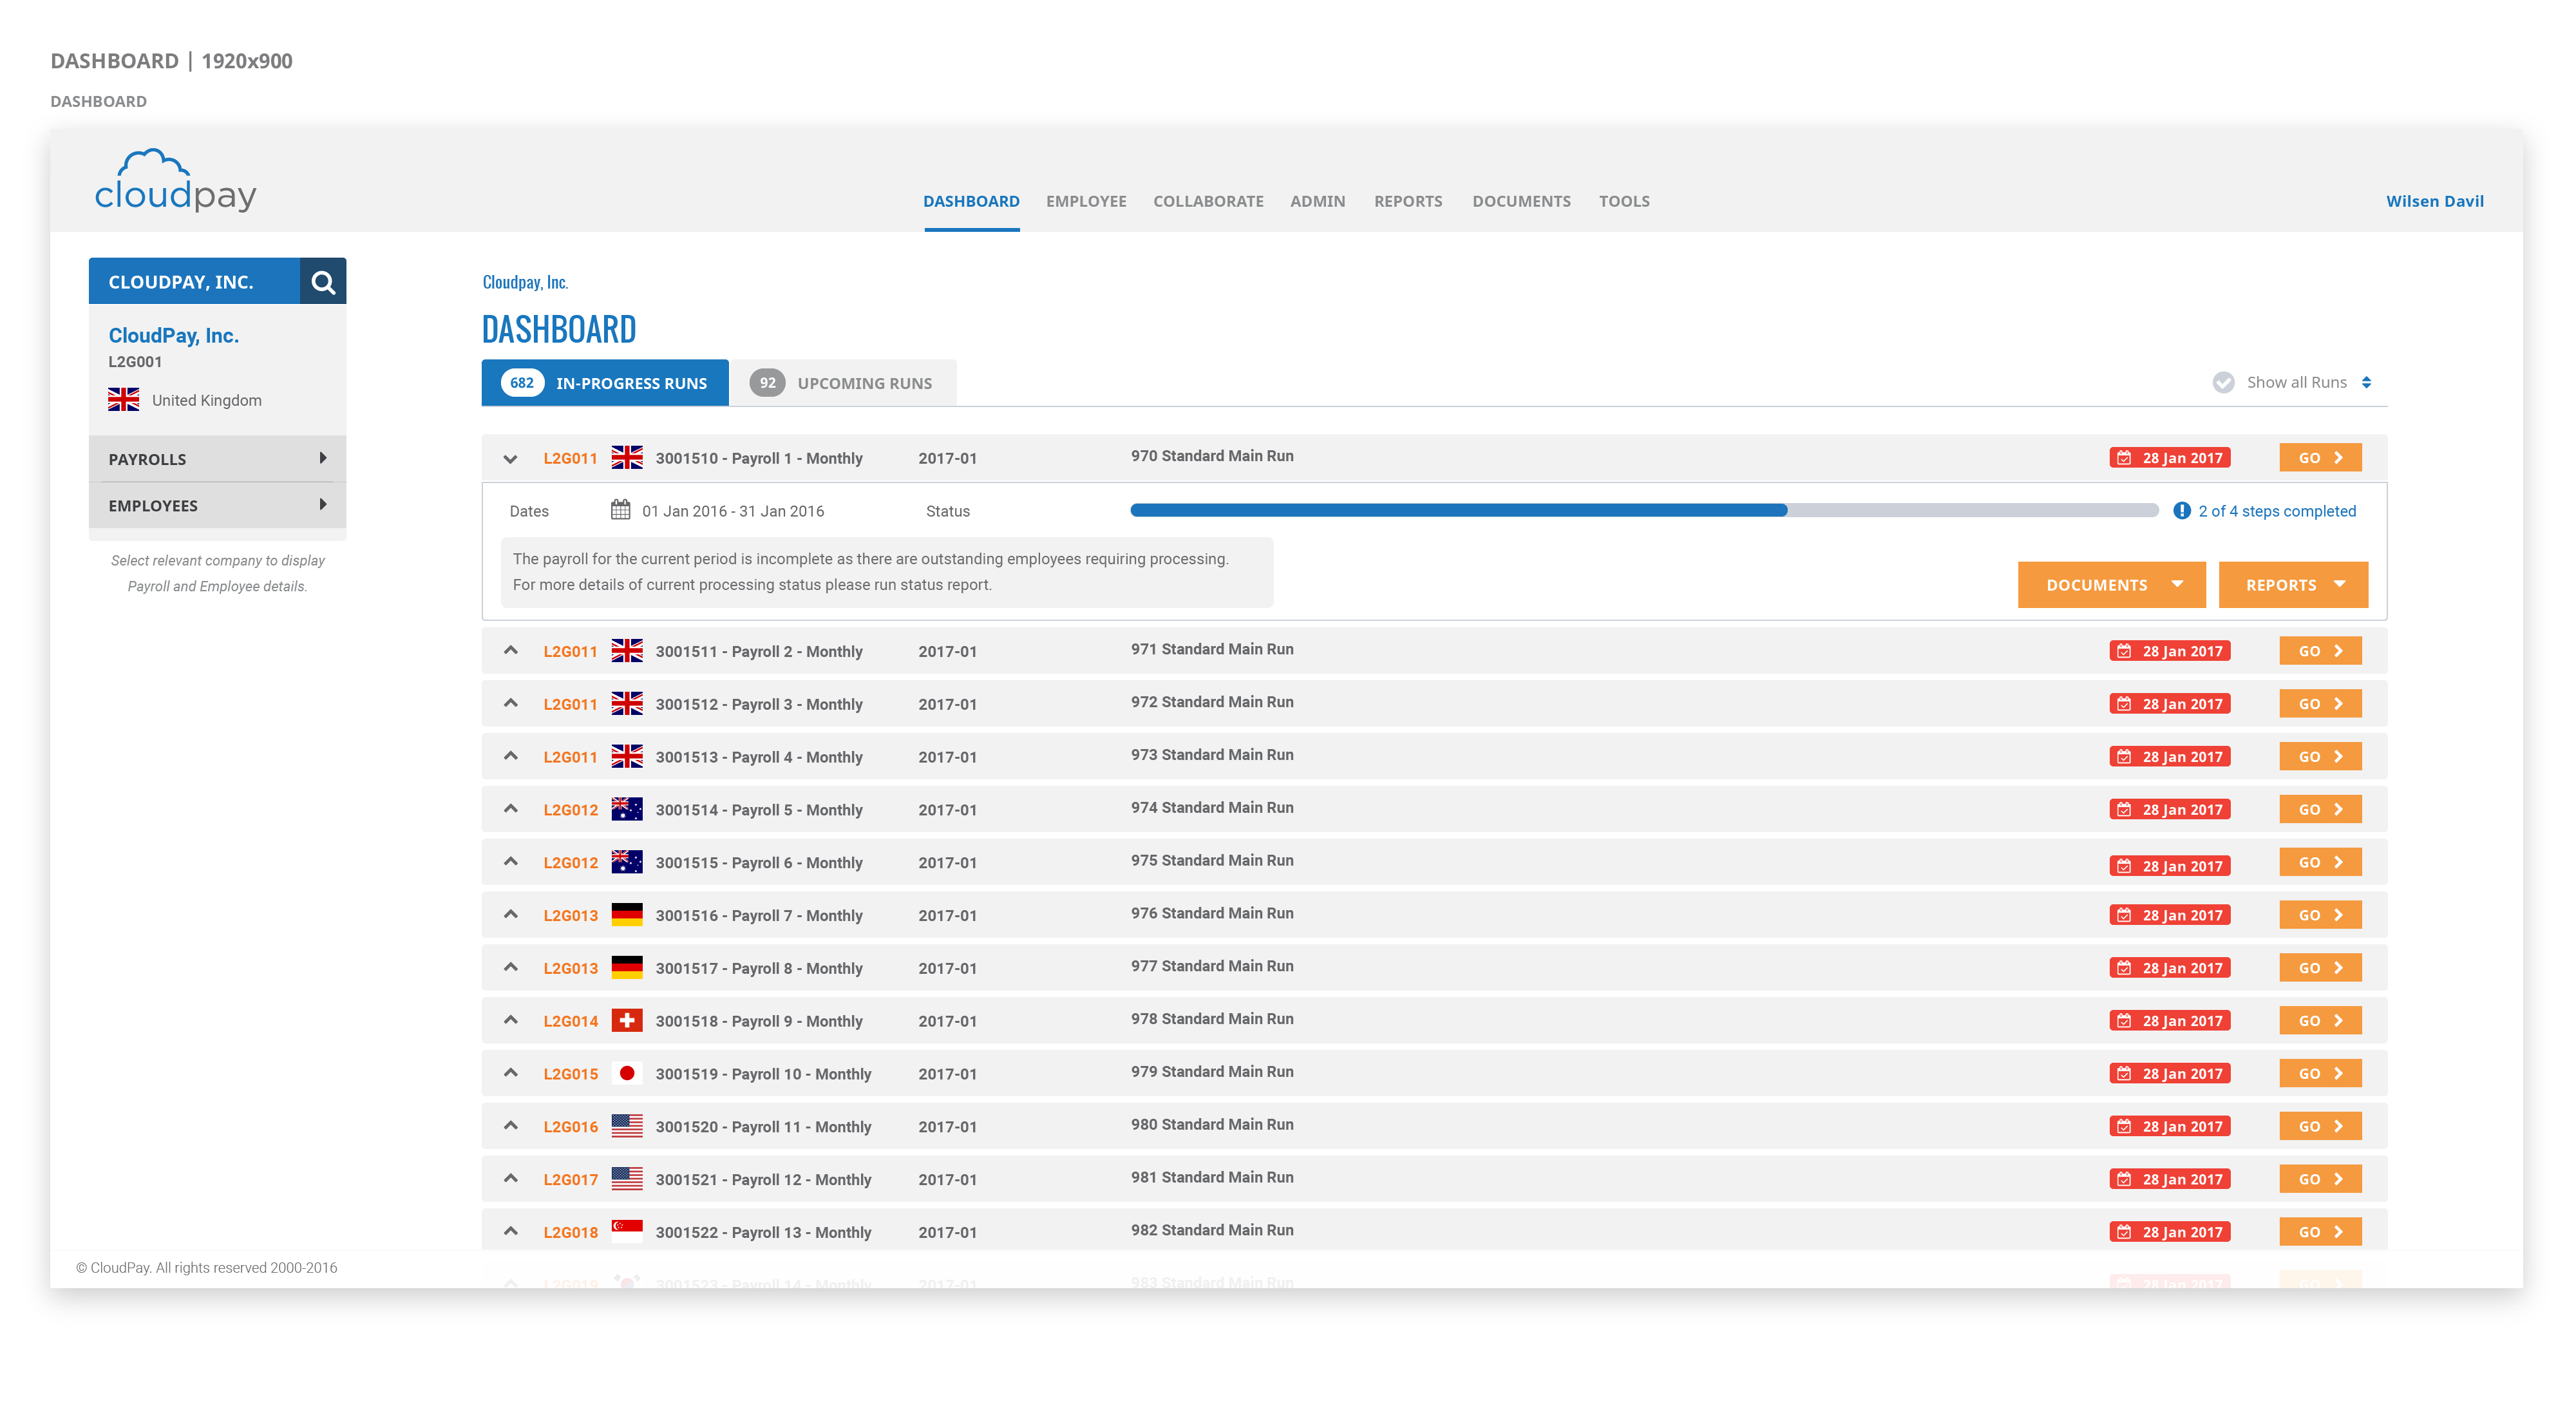 DASHBOARD | 1920x900
DASHBOARD
cloudpay
DASHBOARD EMPLOYEE COLLABORATE ADMIN REPORTS DOCUMENTS TOOLS
Wilsen Davil
CLOUDPAY, INC.
CloudPay, Inc.
L2G001
United Kingdom
PAYROLLS
EMPLOYEES
Select relevant company to display
Payroll and Employee details.
Cloudpay, Inc.
DASHBOARD
682 IN-PROGRESS RUNS 92 UPCOMING RUNS Show all Runs
L2G011 3001510 - Payroll 1 - Monthly 2017-01 970 Standard Main Run 28 Jan 2017 GO
Dates 01 Jan 2016 - 31 Jan 2016 Status 2 of 4 steps completed
The payroll for the current period is incomplete as there are outstanding employees requiring processing.
For more details of current processing status please run status report.
DOCUMENTS REPORTS
L2G011 3001511 - Payroll 2 - Monthly 2017-01 971 Standard Main Run 28 Jan 2017 GO
L2G011 3001512 - Payroll 3 - Monthly 2017-01 972 Standard Main Run 28 Jan 2017 GO
L2G011 3001513 - Payroll 4 - Monthly 2017-01 973 Standard Main Run 28 Jan 2017 GO
L2G012 3001514 - Payroll 5 - Monthly 2017-01 974 Standard Main Run 28 Jan 2017 GO
L2G012 3001515 - Payroll 6 - Monthly 2017-01 975 Standard Main Run 28 Jan 2017 GO
L2G013 3001516 - Payroll 7 - Monthly 2017-01 976 Standard Main Run 28 Jan 2017 GO
L2G013 3001517 - Payroll 8 - Monthly 2017-01 977 Standard Main Run 28 Jan 2017 GO
L2G014 3001518 - Payroll 9 - Monthly 2017-01 978 Standard Main Run 28 Jan 2017 GO
L2G015 3001519 - Payroll 10 - Monthly 2017-01 979 Standard Main Run 28 Jan 2017 GO
L2G016 3001520 - Payroll 11 - Monthly 2017-01 980 Standard Main Run 28 Jan 2017 GO
L2G017 3001521 - Payroll 12 - Monthly 2017-01 981 Standard Main Run 28 Jan 2017 GO
L2G018 3001522 - Payroll 13 - Monthly 2017-01 982 Standard Main Run 28 Jan 2017 GO
L2G019 3001523 - Payroll 14 - Monthly 2017-01 983 Standard Main Run 28 Jan 2017 GO
© CloudPay. All rights reserved 2000-2016